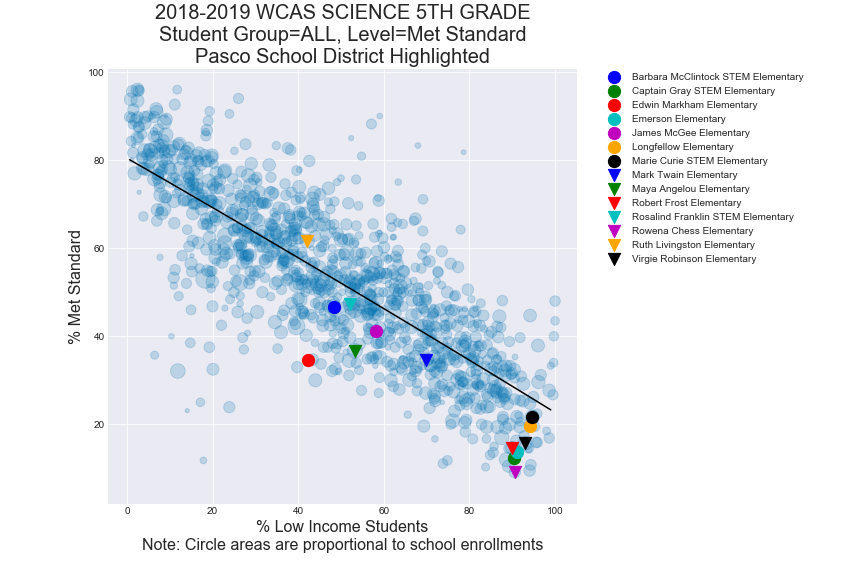 2018-2019 WCAS SCIENCE 5TH GRADE
Student Group=ALL, Level=Met Standard
Pasco School District Highlighted
% Met Standard
100
80
60
40
20
0
20
40
60
80
100
% Low Income Students
Note: Circle areas are proportional to school enrollments
Barbara McClintock STEM Elementary
Captain Gray STEM Elementary
Edwin Markham Elementary
Emerson Elementary
James McGee Elementary
Longfellow Elementary
Marie Curie STEM Elementary
Mark Twain Elementary
Maya Angelou Elementary
Robert Frost Elementary
Rosalind Franklin STEM Elementary
Rowena Chess Elementary
Ruth Livingston Elementary
Virgie Robinson Elementary